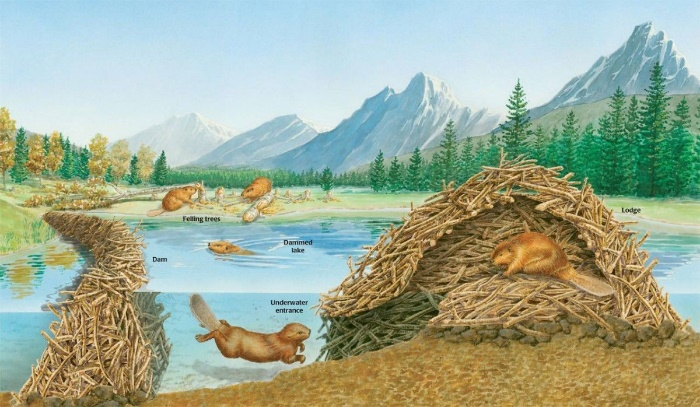 Lodge
Felling trees
Dammed
lake
Dam
Underwater
entrance